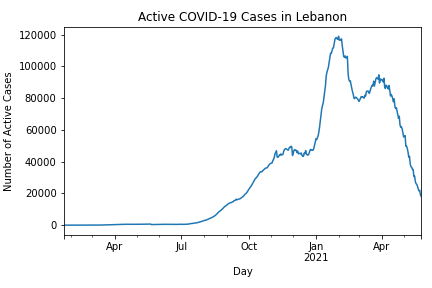 Active COVID-19 Cases in Lebanon
120000
100000
80000
60000
40000
20000
0
Number of Active Cases
Apr Jul Oct Jan Apr
2021
Day